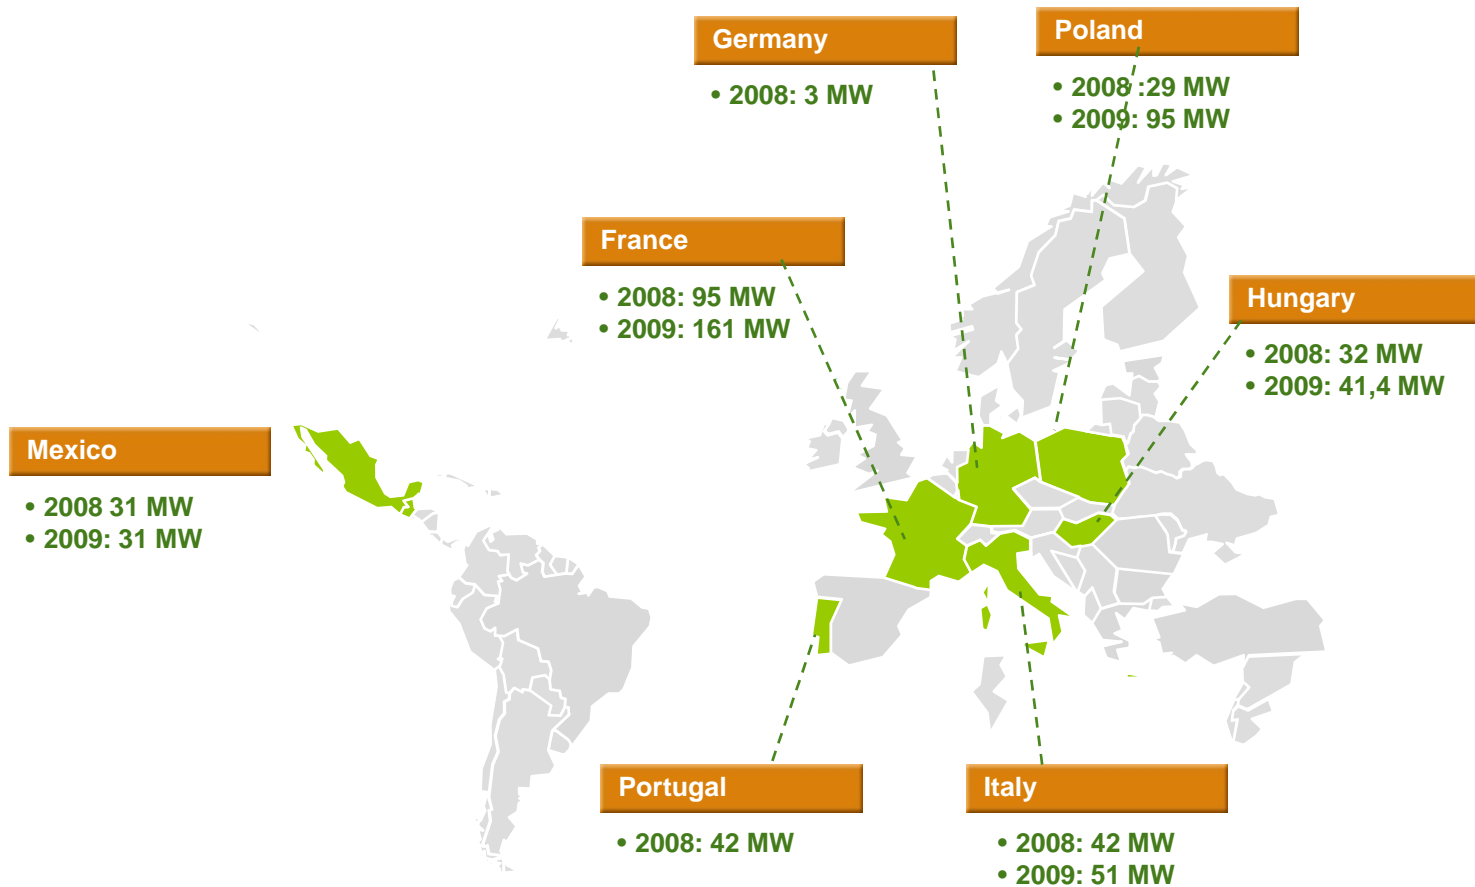 Germany
• 2008: 3 MW
Poland
• 2008 :29 MW
• 2009: 95 MW
France
• 2008: 95 MW
• 2009: 161 MW
Hungary
• 2008: 32 MW
• 2009: 41,4 MW
Mexico
• 2008 31 MW
• 2009: 31 MW
Portugal
• 2008: 42 MW
Italy
• 2008: 42 MW
• 2009: 51 MW